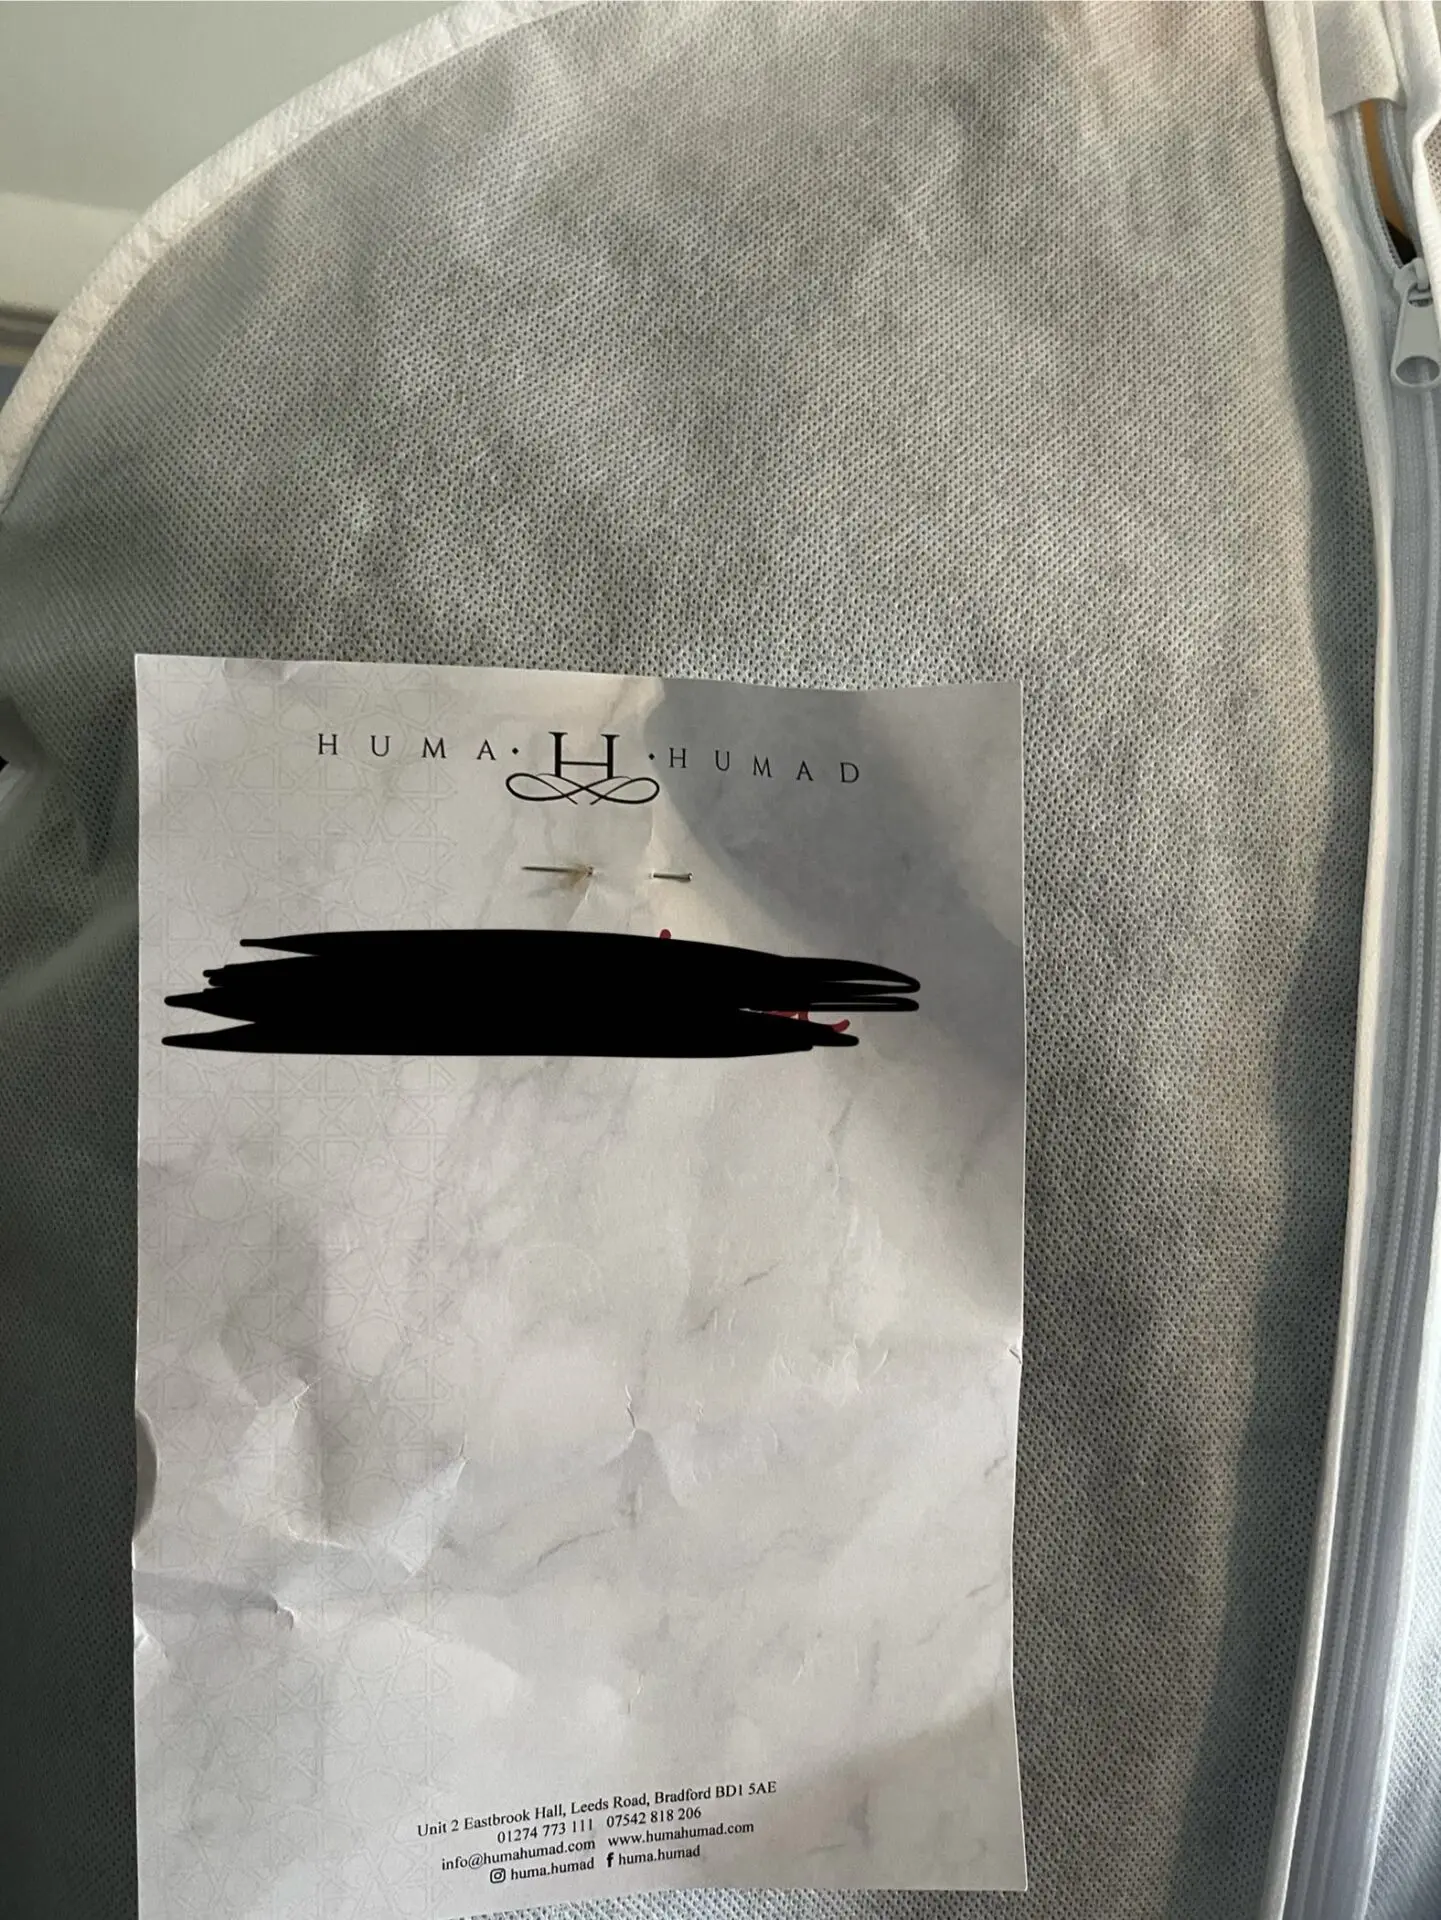 HUMA · H · HUMAD
Unit 2 Eastbrook Hall, Leeds Road, Bradford BD1 5AE
01274 773 111 07542 818 206
info@humahumad.com www.humahumad.com
huma.humad f huma.humad